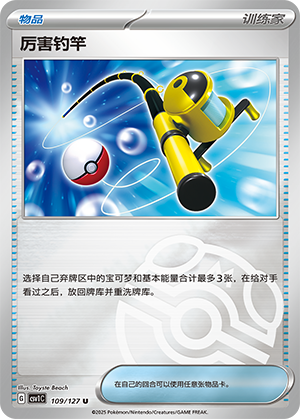 物品
训练家
厉害钓竿
选择自己弃牌区中的宝可梦和基本能量合计最多3张，在给对手
看过之后，放回牌库并重洗牌库。
Illus. Toyste Beach
在自己的回合可以使用任意张物品卡。
G CSV1C 109/127 U
©2025 Pokémon/Nintendo/Creatures/GAME FREAK.